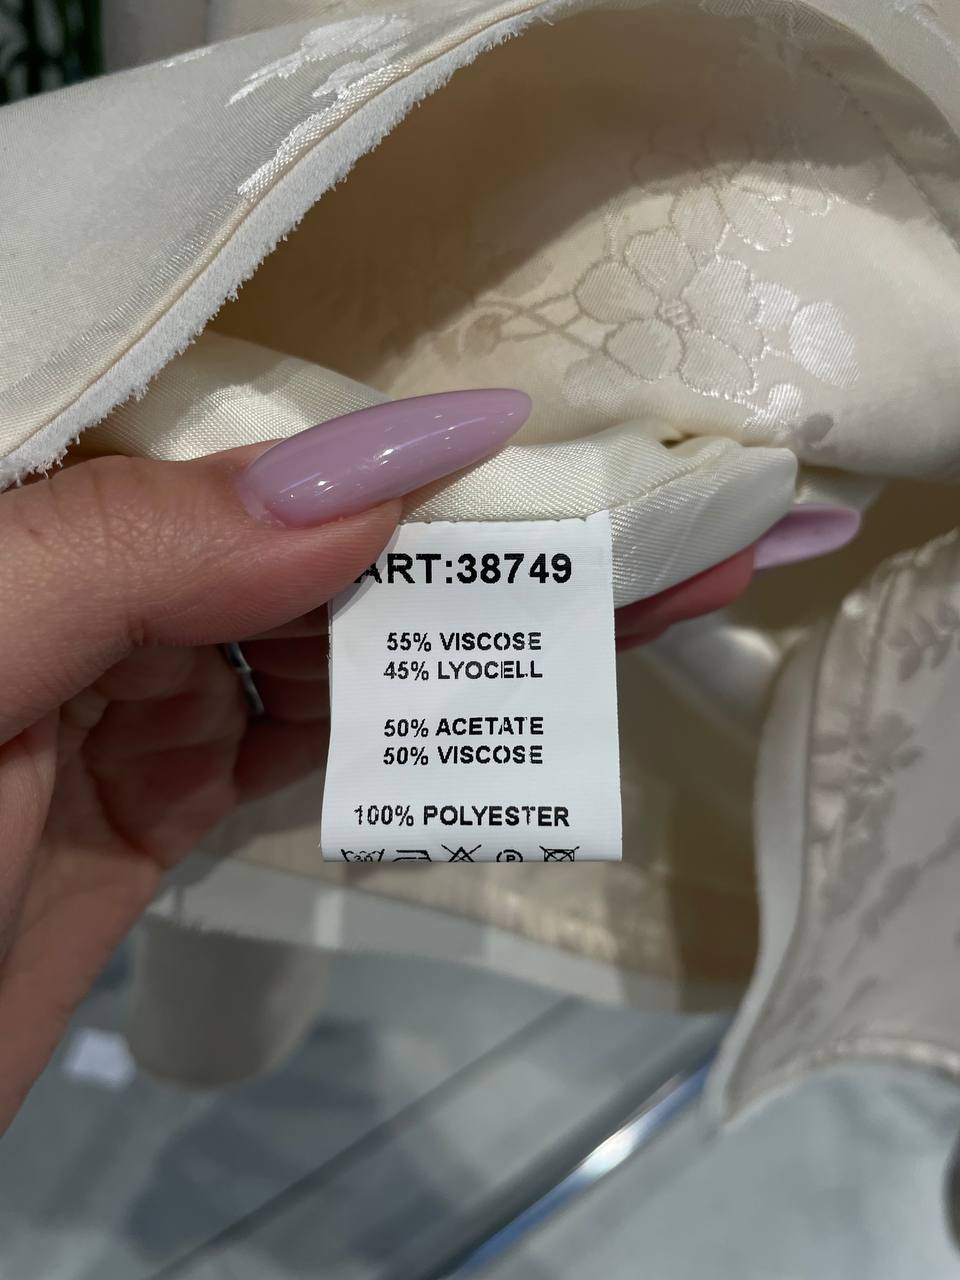 ART:38749
55% VISCOSE
45% LYOCELL
50% ACETATE
50% VISCOSE
100% POLYESTER